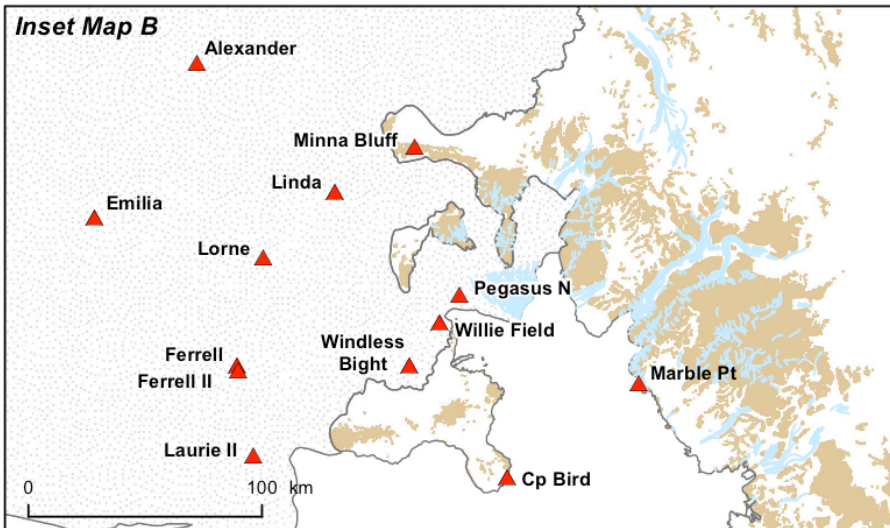 Inset Map B
Alexander
Minna Bluff
Linda
Emilia
Lorne
Pegasus N
Willie Field
Windless
Bight
Ferrell
Ferrell II
Marble Pt
Laurie II
Cp Bird
0 100 km